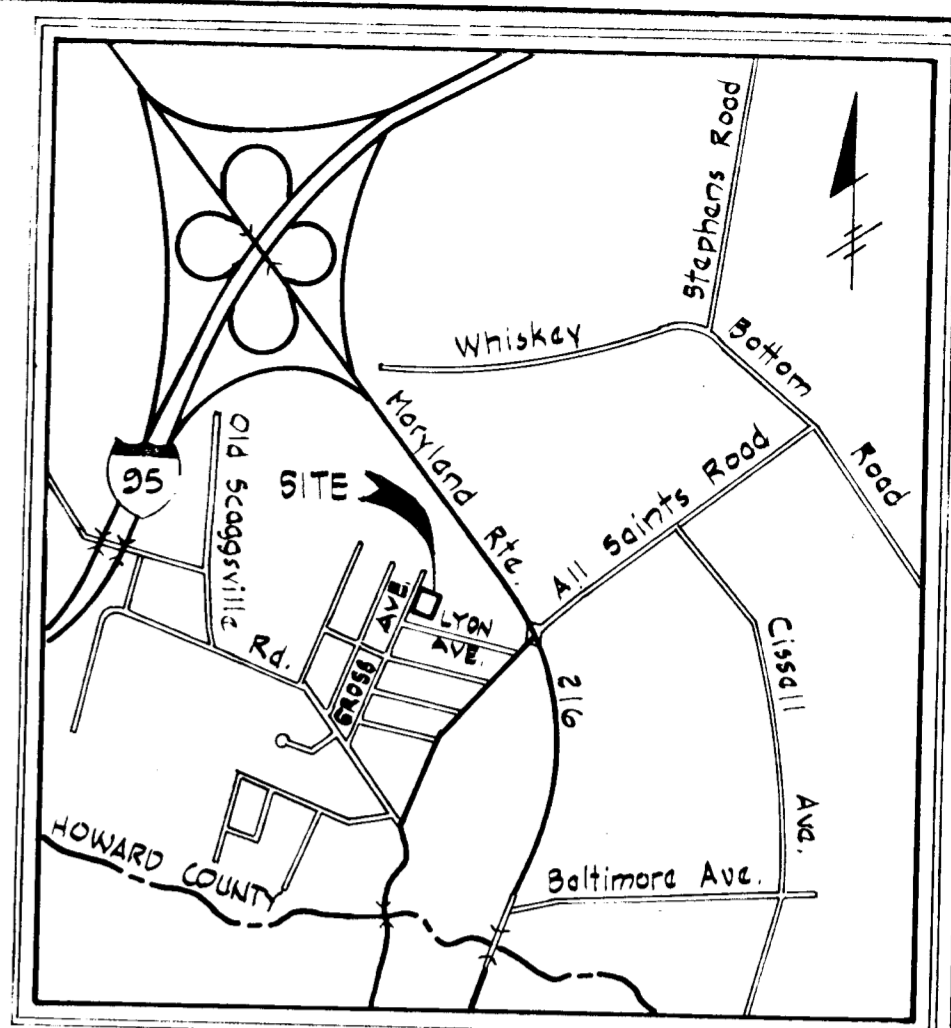 Stephens Road
Whiskey Bottom Road
Maryland Rte. 216
All Saints Road
Old Scaggsville Rd.
95
SITE
GROSS AVE.
LYON
AVE.
Cissell Ave.
Baltimore Ave.
HOWARD COUNTY